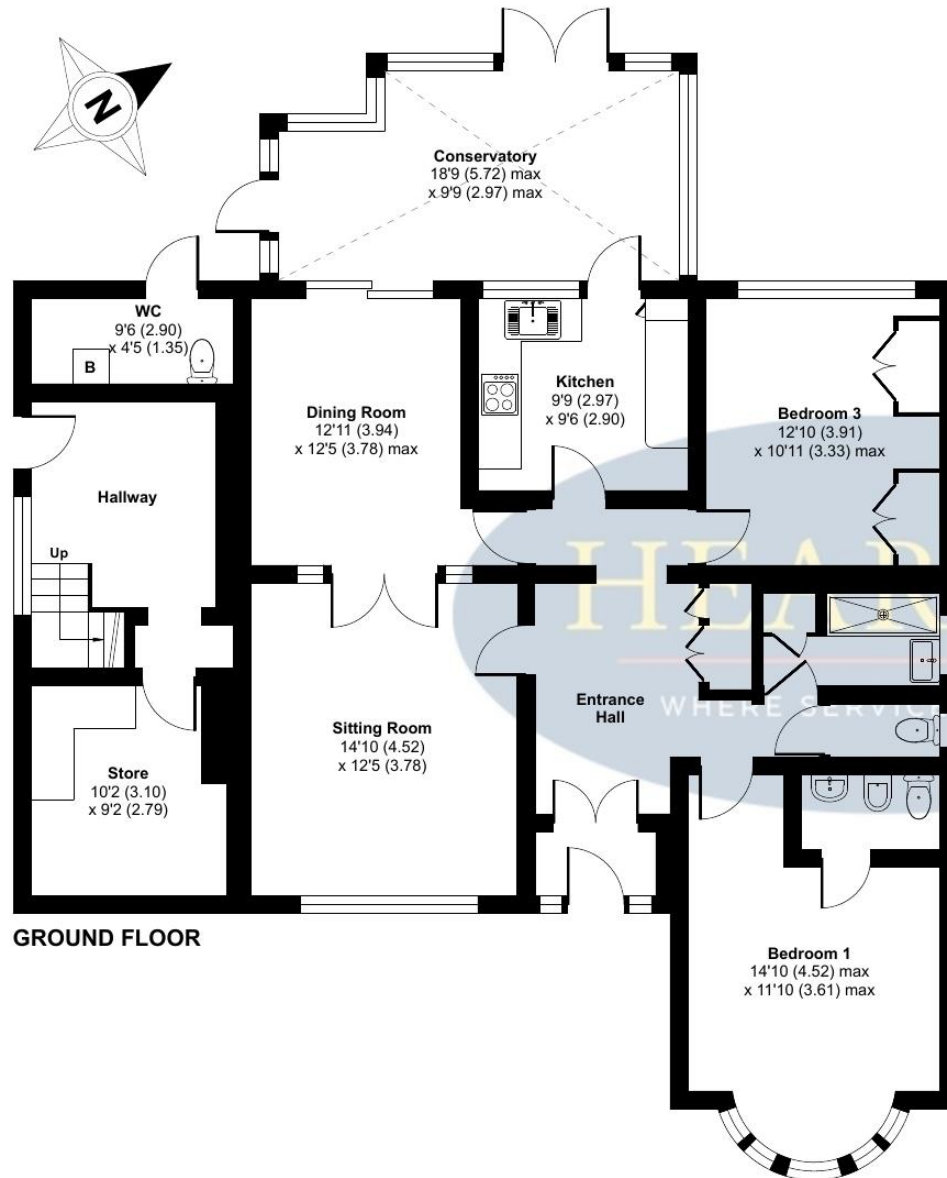 N
Conservatory
18'9 (5.72) max
x 9'9 (2.97) max
WC
9'6 (2.90)
x 4'5 (1.35)
B
Dining Room
12'11 (3.94)
x 12'5 (3.78) max
Kitchen
9'9 (2.97)
x 9'6 (2.90)
Bedroom 3
12'10 (3.91)
x 10'11 (3.33) max
Hallway
Up
HEAR
WHERE SERVIC
Entrance
Hall
Sitting Room
14'10 (4.52)
x 12'5 (3.78)
Store
10'2 (3.10)
x 9'2 (2.79)
GROUND FLOOR
Bedroom 1
14'10 (4.52) max
x 11'10 (3.61) max